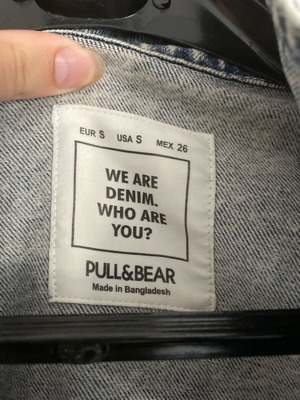 EUR S USA S MEX 26
WE ARE
DENIM.
WHO ARE
YOU?
PULL&BEAR
Made in Bangladesh